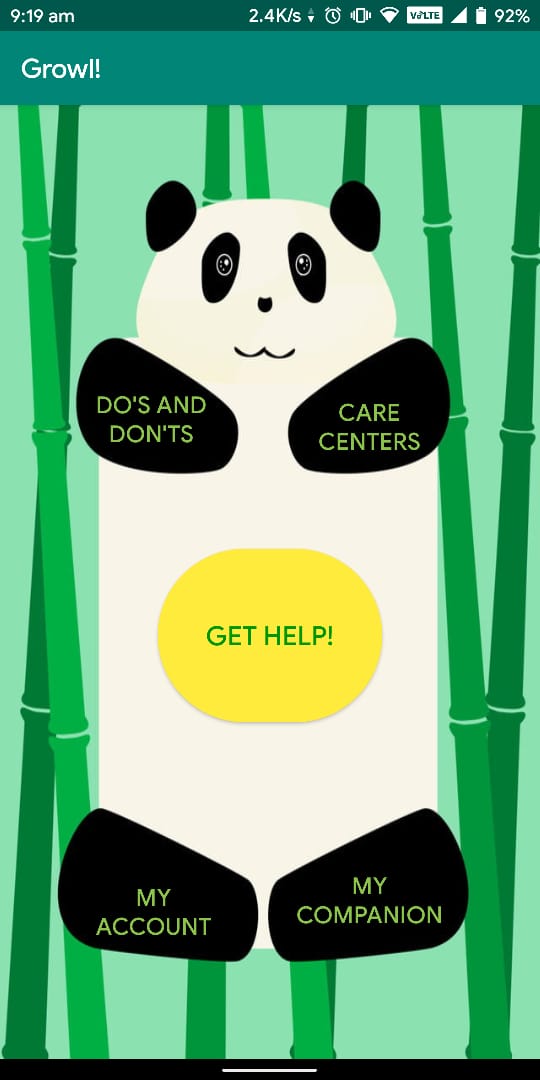 9:19 am 2.4K/s VoLTE 92%
Growl!
DO'S AND
DON'TS
CARE
CENTERS
GET HELP!
MY
ACCOUNT
MY
COMPANION